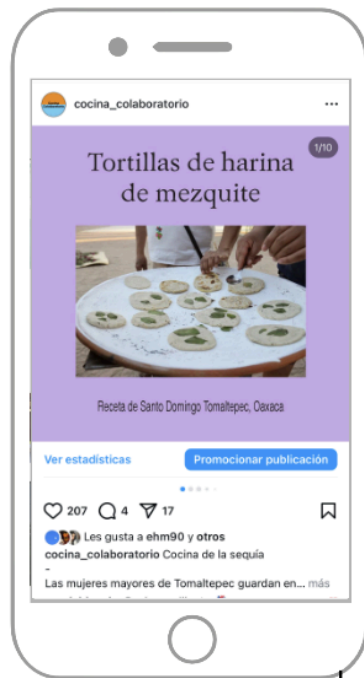 cocina_colaboratorio
1/10
Tortillas de harina
de mezquite
Receta de Santo Domingo Tomaltepec, Oaxaca
Ver estadísticas
Promocionar publicación
207
4
17
Les gusta a ehm90 y otros
cocina_colaboratorio Cocina de la sequía
-
Las mujeres mayores de Tomaltepec guardan en... más